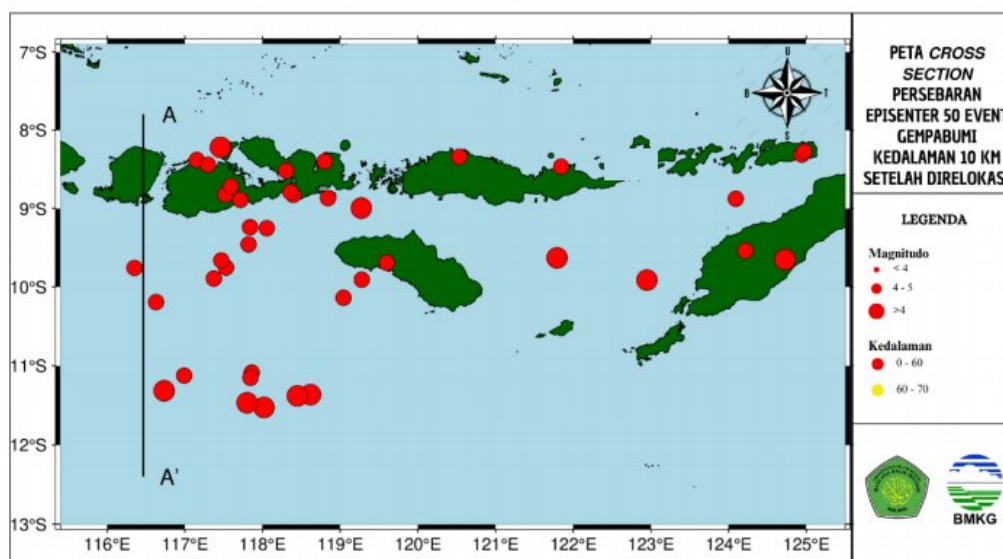 PETA CROSS
SECTION
PERSEBARAN
EPISENTER 50 EVENT
GEMPABUMI
KEDALAMAN 10 KM
SETELAH DIRELOKAS
LEGENDA
Magnitudo
< 4
4 - 5
>4
Kedalaman
0 - 60
60 - 70
BMKG
7°S
8°S
9°S
10°S
11°S
12°S
13°S
116°E
117°E
118°E
119°E
120°E
121°E
122°E
123°E
124°E
125°E
A
A'
U
B
T
S